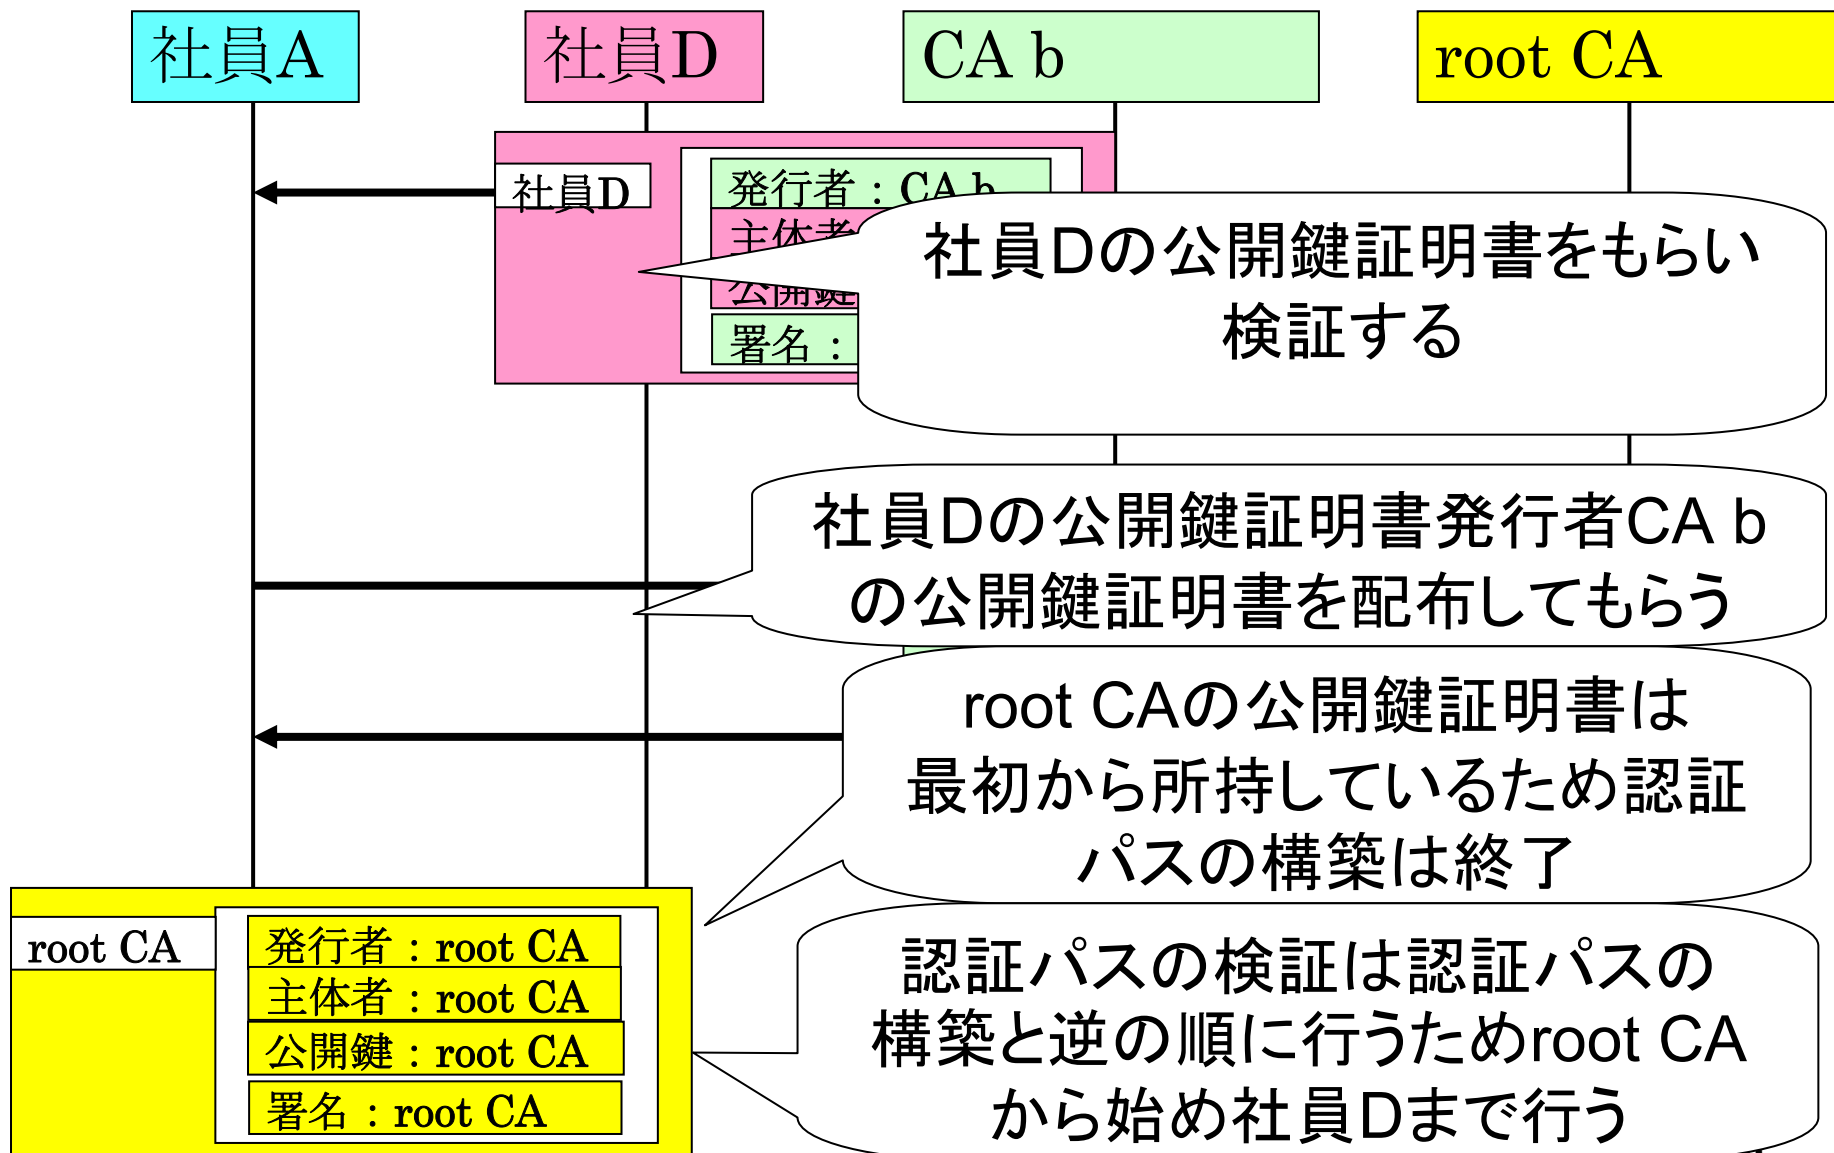 社員A
社員D
CA b
root CA
社員D
発行者：CA b
主体者
公開鍵
署名：
社員Dの公開鍵証明書をもらい
検証する
社員Dの公開鍵証明書発行者CA b
の公開鍵証明書を配布してもらう
root CAの公開鍵証明書は
最初から所持しているため認証
パスの構築は終了
root CA
発行者：root CA
主体者：root CA
公開鍵：root CA
署名：root CA
認証パスの検証は認証パスの
構築と逆の順に行うためroot CA
から始め社員Dまで行う